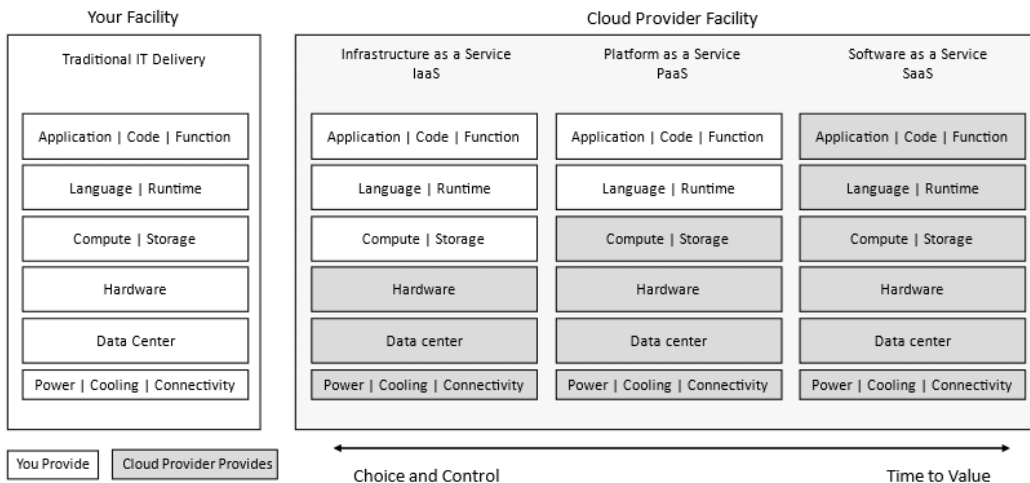 Your Facility
Cloud Provider Facility
Traditional IT Delivery
Application | Code | Function
Language | Runtime
Compute | Storage
Hardware
Data Center
Power | Cooling | Connectivity
Infrastructure as a Service
IaaS
Application | Code | Function
Language | Runtime
Compute | Storage
Hardware
Data center
Power | Cooling | Connectivity
Platform as a Service
PaaS
Application | Code | Function
Language | Runtime
Compute | Storage
Hardware
Data center
Power | Cooling | Connectivity
Software as a Service
SaaS
Application | Code | Function
Language | Runtime
Compute | Storage
Hardware
Data center
Power | Cooling | Connectivity
You Provide
Cloud Provider Provides
Choice and Control
Time to Value